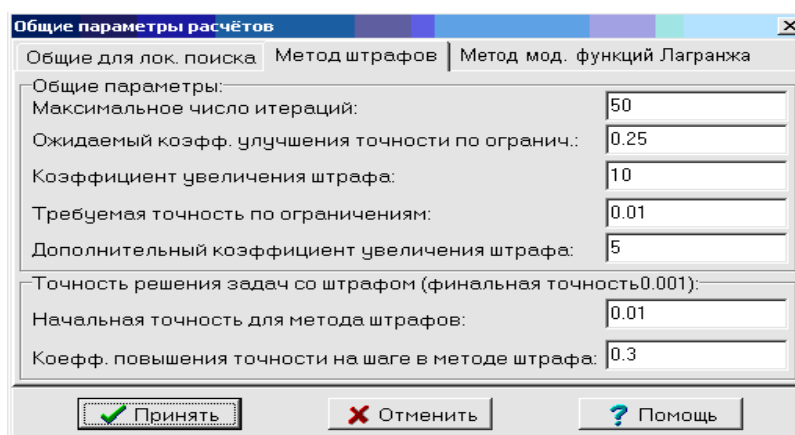 Общие параметры расчётов
Общие для лок. поиска Метод штрафов Метод мод. функций Лагранжа
Общие параметры:
Максимальное число итераций: 50
Ожидаемый коэфф. улучшения точности по огранич.: 0.25
Коэффициент увеличения штрафа: 10
Требуемая точность по ограничениям: 0.01
Дополнительный коэффициент увеличения штрафа: 5
Точность решения задач со штрафом (финальная точность0.001):
Начальная точность для метода штрафов: 0.01
Коефф. повышения точности на шаге в методе штрафа: 0.3
Принять Отменить Помощь